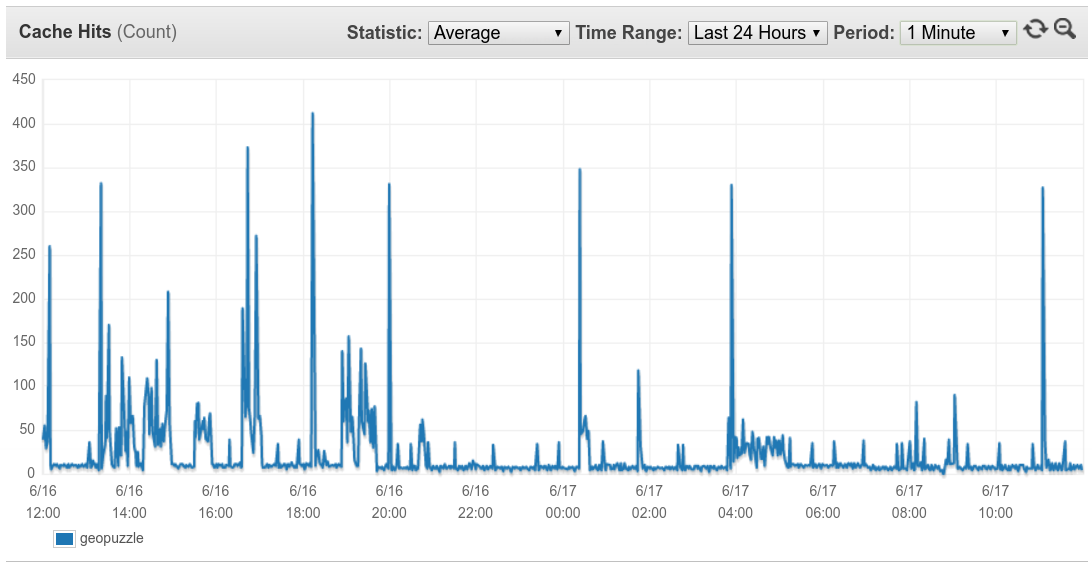 Cache Hits (Count) Statistic: Average Time Range: Last 24 Hours Period: 1 Minute
450
400
350
300
250
200
150
100
50
0
6/16 6/16 6/16 6/16 6/16 6/16 6/17 6/17 6/17 6/17 6/17 6/17
12:00 14:00 16:00 18:00 20:00 22:00 00:00 02:00 04:00 06:00 08:00 10:00
geopuzzle